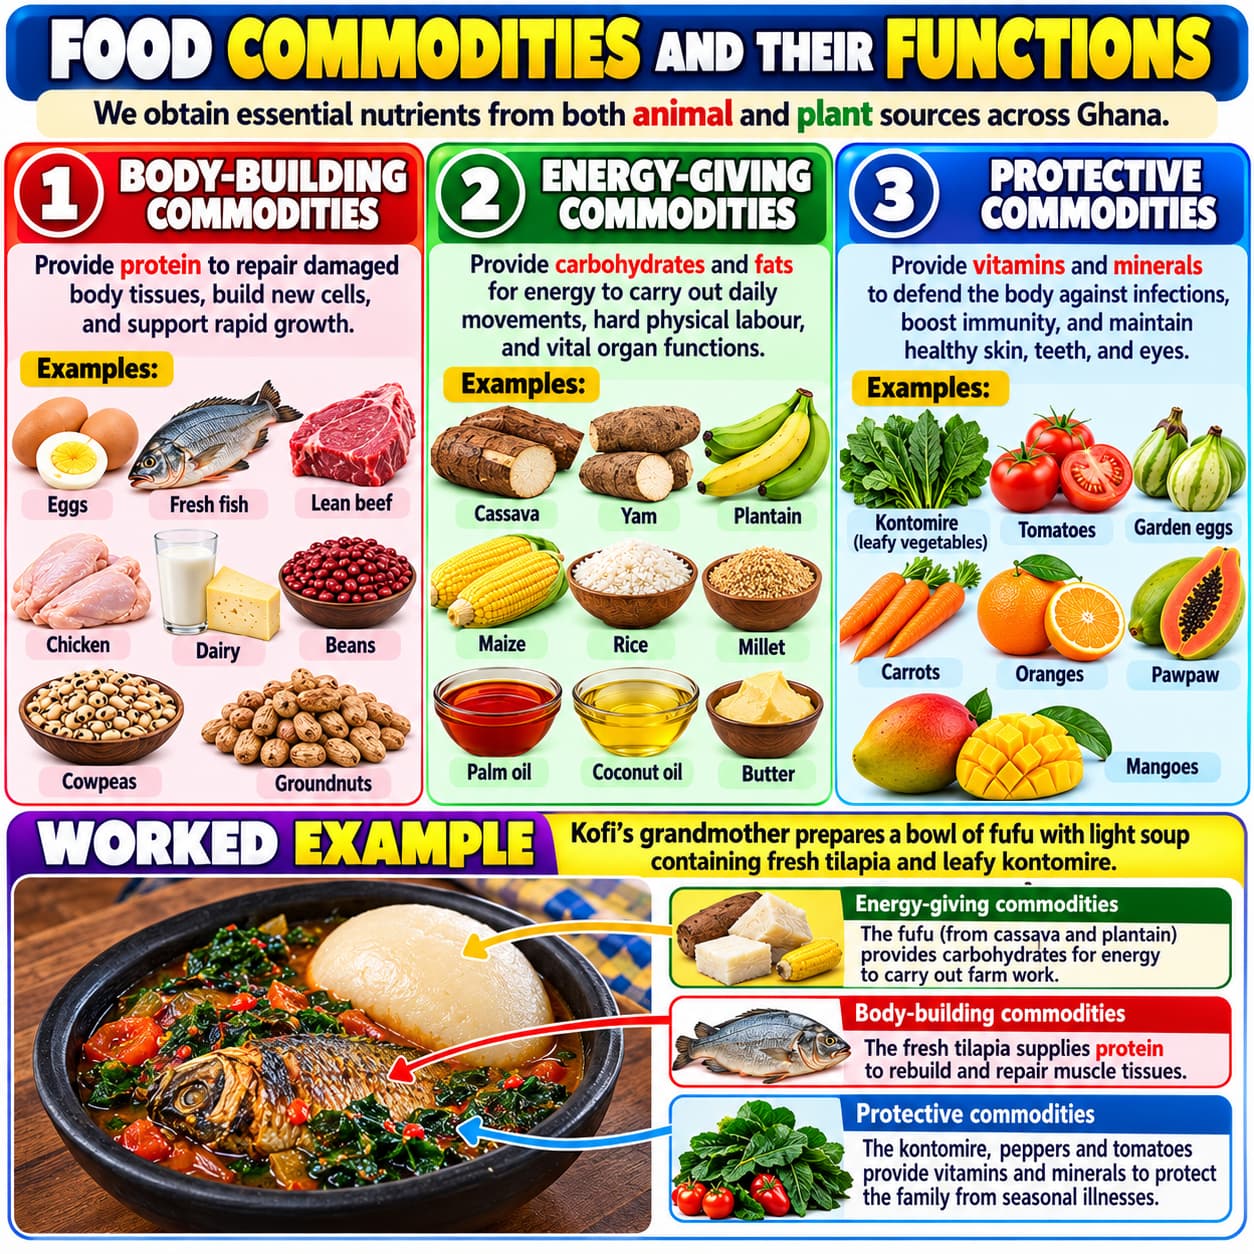 FOOD COMMODITIES AND THEIR FUNCTIONS
We obtain essential nutrients from both animal and plant sources across Ghana.
1
BODY-BUILDING
COMMODITIES
Provide protein to repair damaged
body tissues, build new cells,
and support rapid growth.
Examples:
Eggs
Fresh fish
Lean beef
Chicken
Dairy
Beans
Cowpeas
Groundnuts
2
ENERGY-GIVING
COMMODITIES
Provide carbohydrates and fats
for energy to carry out daily
movements, hard physical labour,
and vital organ functions.
Examples:
Cassava
Yam
Plantain
Maize
Rice
Millet
Palm oil
Coconut oil
Butter
3
PROTECTIVE
COMMODITIES
Provide vitamins and minerals
to defend the body against infections,
boost immunity, and maintain
healthy skin, teeth, and eyes.
Examples:
Kontomire
(leafy vegetables)
Tomatoes
Garden eggs
Carrots
Oranges
Pawpaw
Mangoes
WORKED EXAMPLE
Kofi's grandmother prepares a bowl of fufu with light soup
containing fresh tilapia and leafy kontomire.
Energy-giving commodities
The fufu (from cassava and plantain)
provides carbohydrates for energy
to carry out farm work.
Body-building commodities
The fresh tilapia supplies protein
to rebuild and repair muscle tissues.
Protective commodities
The kontomire, peppers and tomatoes
provide vitamins and minerals to protect
the family from seasonal illnesses.